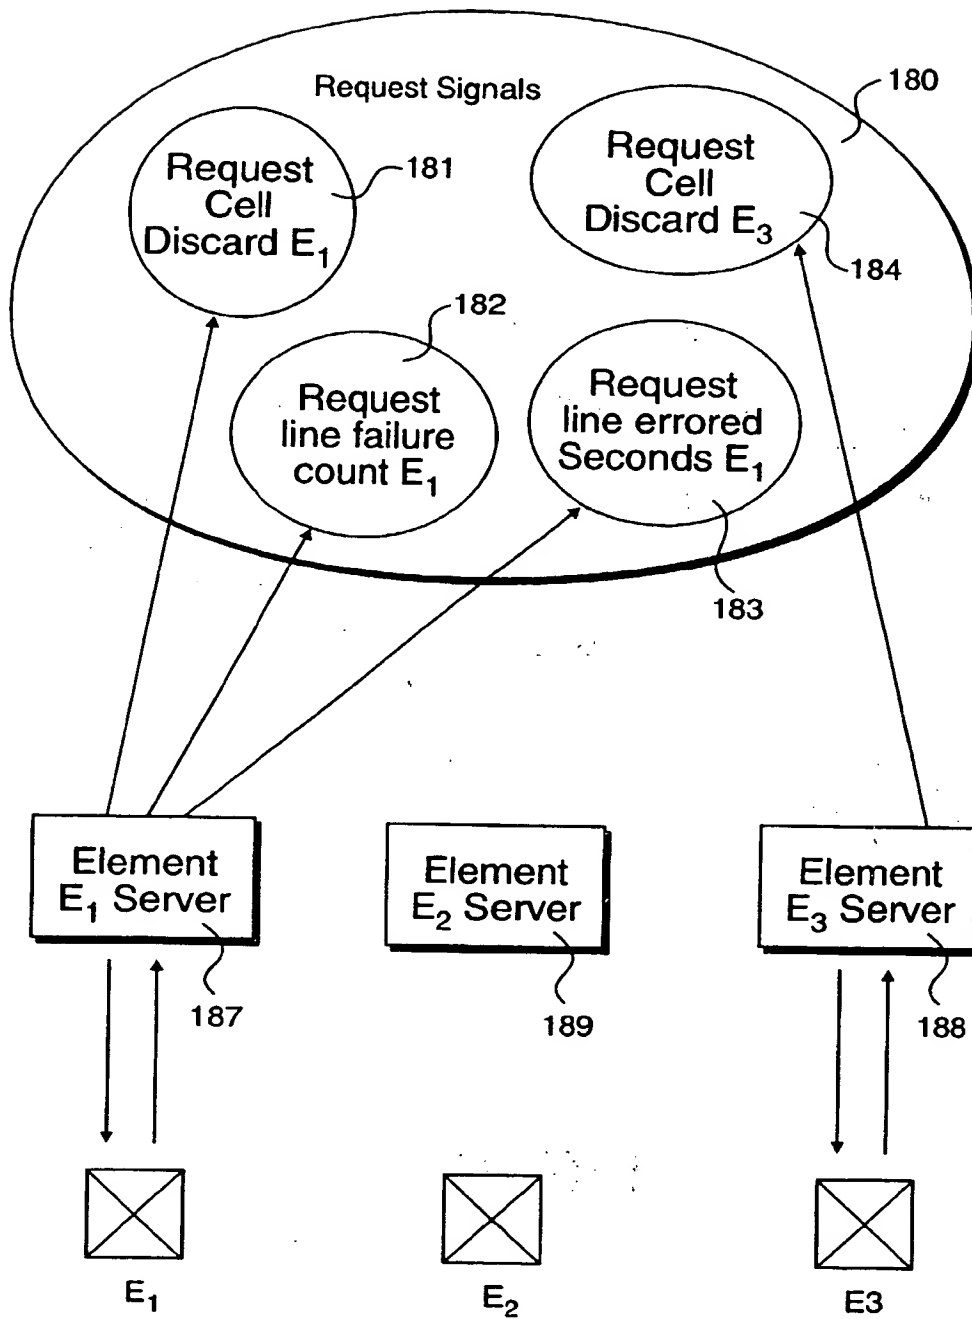 Request Signals
180
Request
Cell
Discard E₁
181
Request
Cell
Discard E₃
184
182
Request
line failure
count E₁
Request
line errored
Seconds E₁
183
Element
E₁ Server
187
Element
E₂ Server
189
Element
E₃ Server
188
E₁
E₂
E3